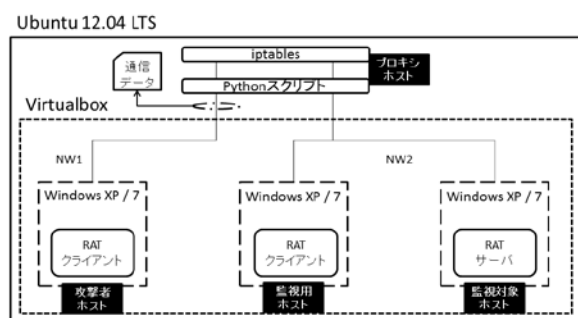 Ubuntu 12.04 LTS
iptables
プロキシ
ホスト
通信
データ
Pythonスクリプト
Virtualbox
NW1
NW2
Windows XP / 7
Windows XP / 7
Windows XP / 7
RAT
クライアント
RAT
クライアント
RAT
サーバ
攻撃者
ホスト
監視用
ホスト
監視対象
ホスト